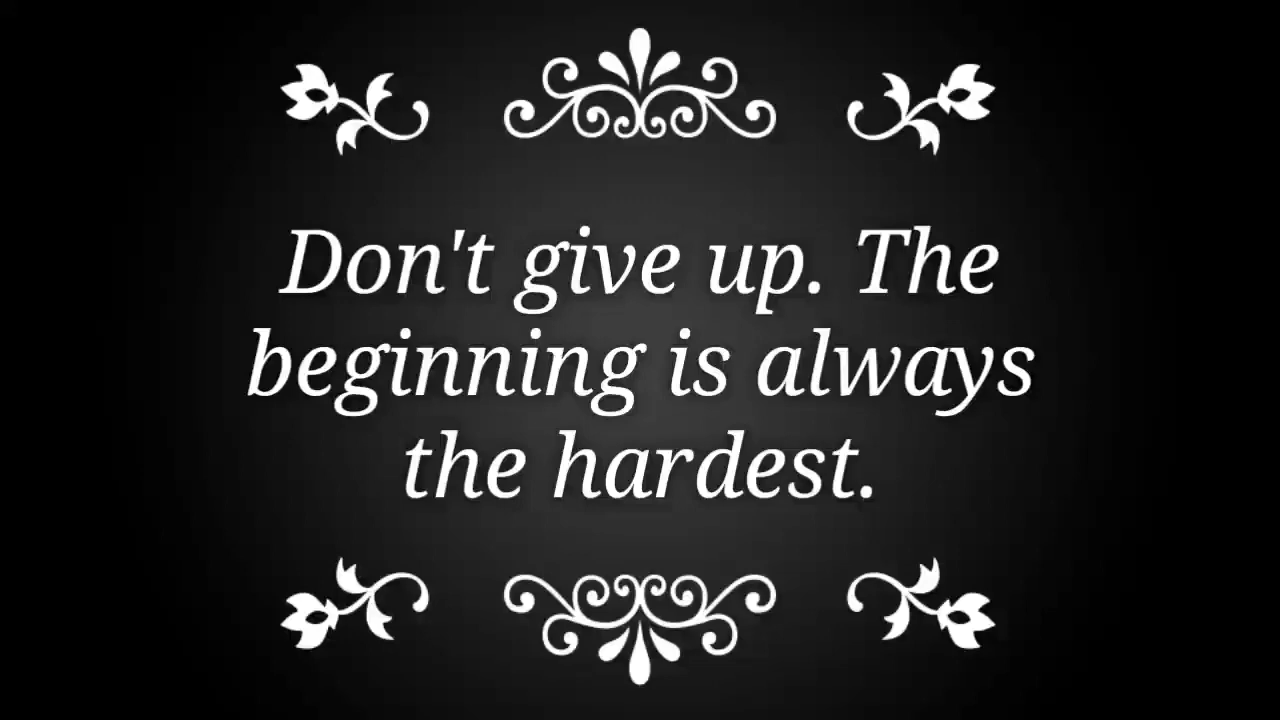 Don't give up. The
beginning is always
the hardest.